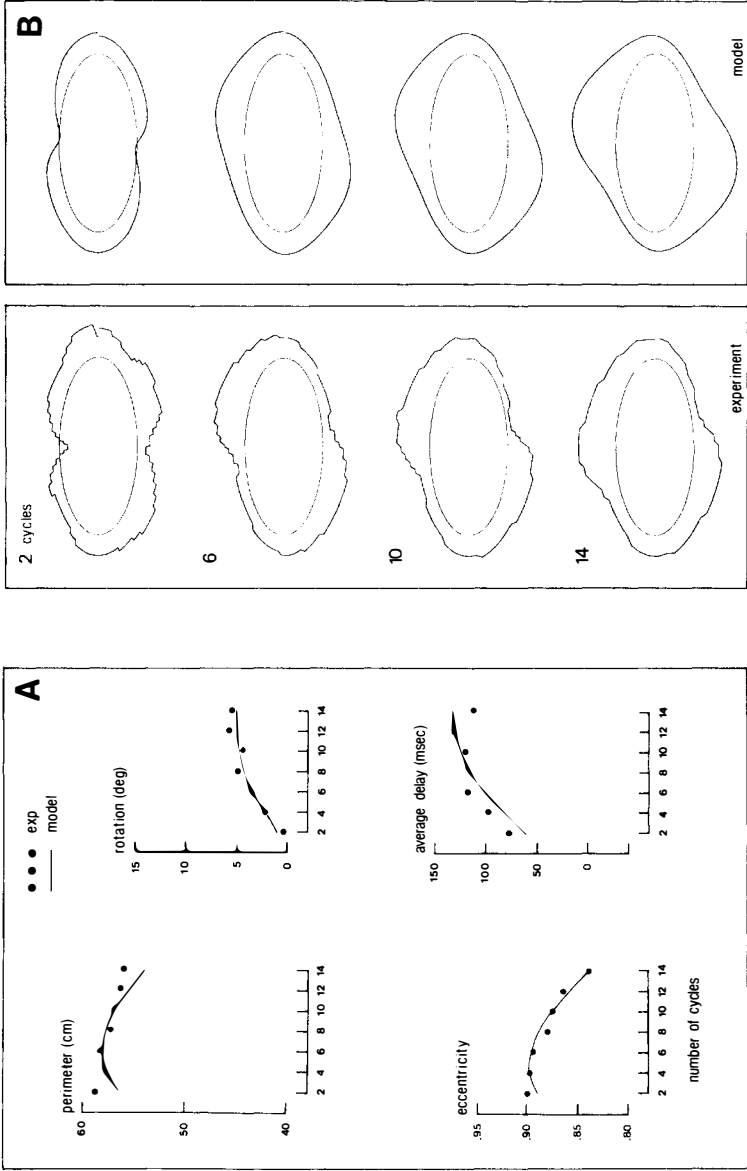 A
exp
model
perimeter (cm)
60
50
40
2 4 6 8 10 12 14
rotation (deg)
15
10
5
0
2 4 6 8 10 12 14
eccentricity
.95
.90
.85
.80
2 4 6 8 10 12 14
number of cycles
average delay (msec)
150
100
50
0
2 4 6 8 10 12 14
B
2 cycles
6
10
14
experiment
model